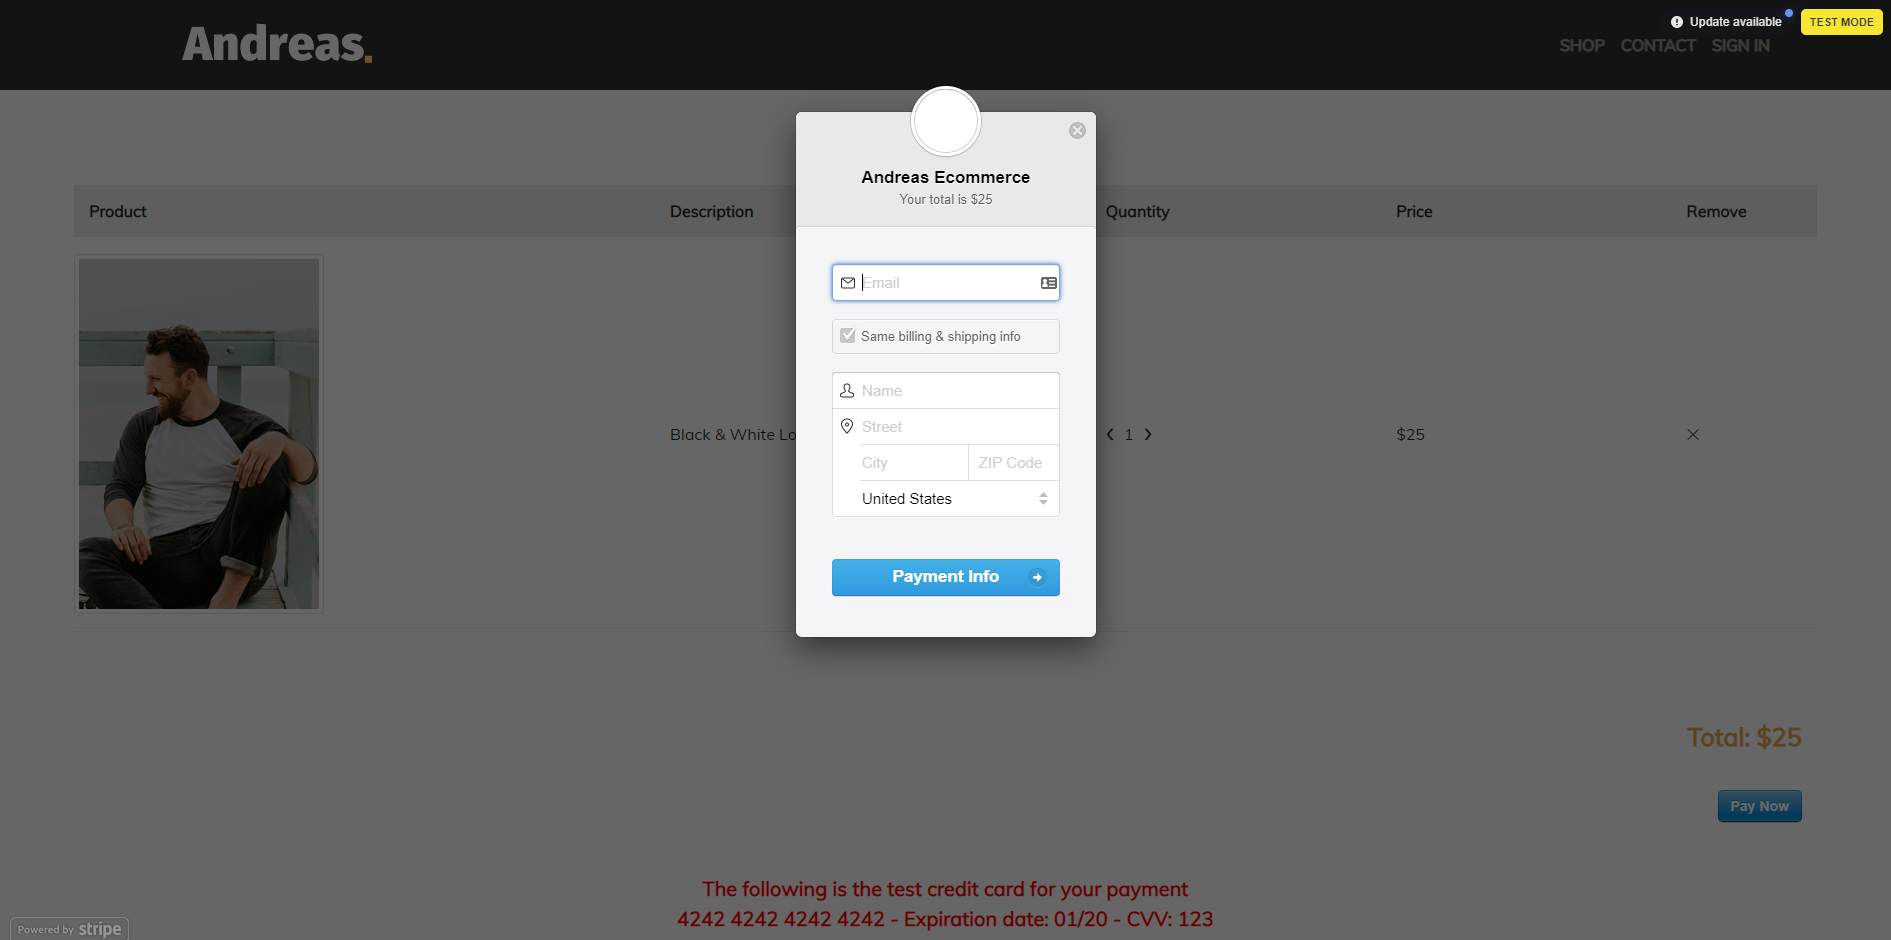 Andreas.
Update available
TEST MODE
SHOP CONTACT SIGN IN
Product Description Quantity Price Remove
Black & White Lo
1
$25
Andreas Ecommerce
Your total is $25
Email
Same billing & shipping info
Name
Street
City ZIP Code
United States
Payment Info
Total: $25
Pay Now
The following is the test credit card for your payment
4242 4242 4242 4242 - Expiration date: 01/20 - CVV: 123
Powered by stripe